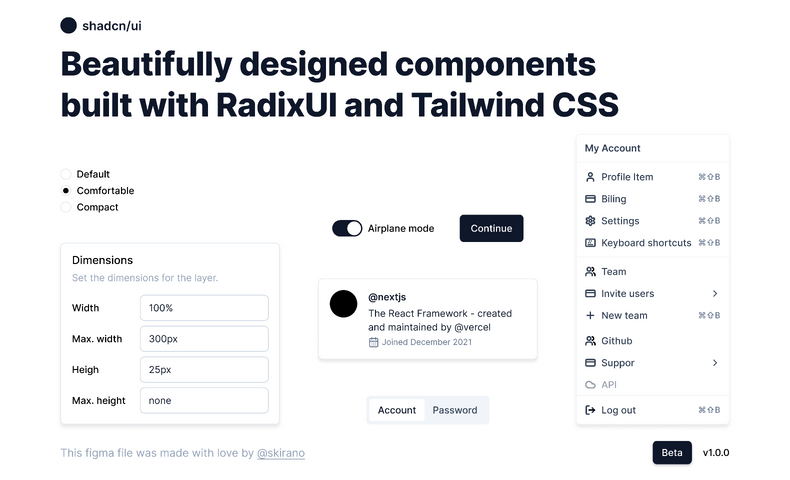 shadcn/ui
Beautifully designed components
built with RadixUI and Tailwind CSS
Default
Comfortable
Compact
Dimensions
Set the dimensions for the layer.
Width 100%
Max. width 300px
Heigh 25px
Max. height none
Airplane mode Continue
@nextjs
The React Framework - created
and maintained by @vercel
Joined December 2021
Account Password
My Account
Profile Item ⌘⇧B
Biling ⌘⇧B
Settings ⌘⇧B
Keyboard shortcuts ⌘⇧B
Team
Invite users
New team ⌘⇧B
Github
Suppor
API
Log out ⌘⇧B
This figma file was made with love by @skirano
Beta v1.0.0